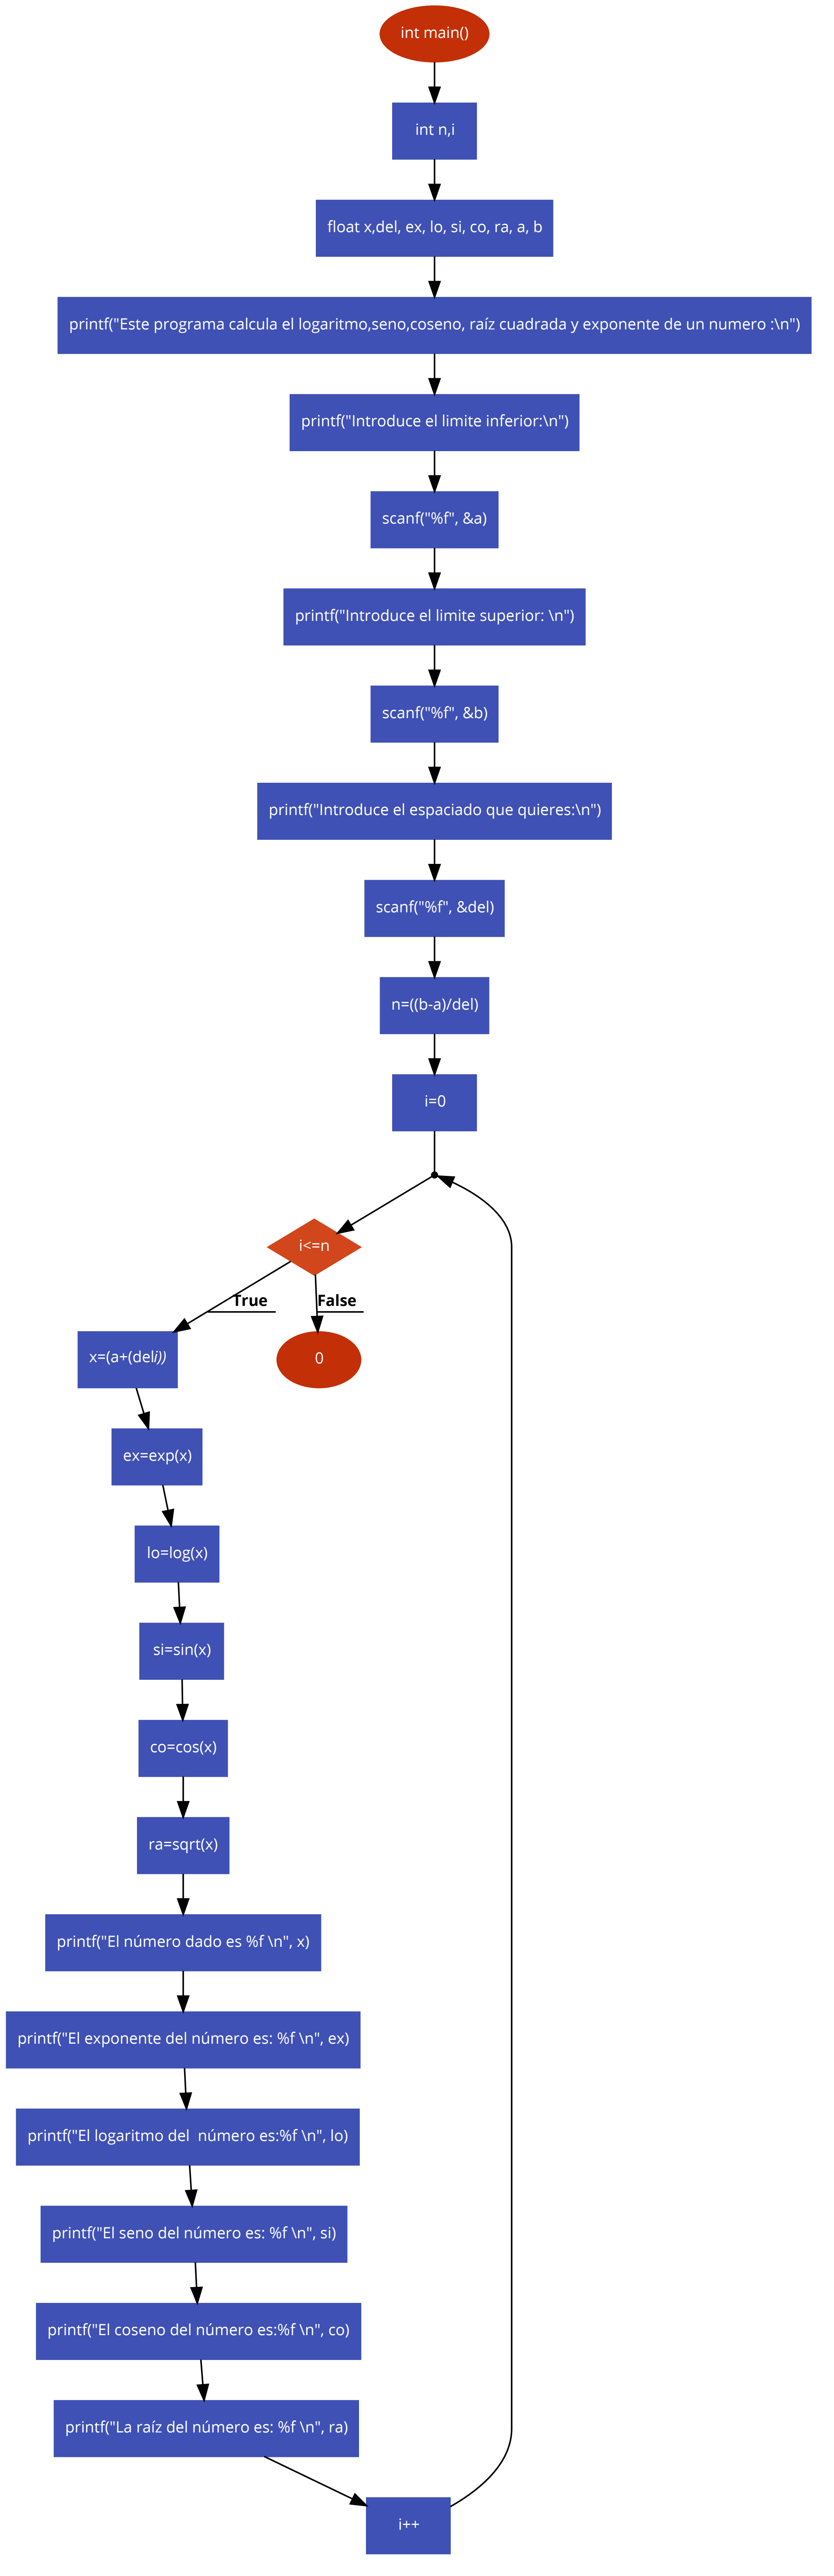 int main()
int n,i
float x,del, ex, lo, si, co, ra, a, b
printf("Este programa calcula el logaritmo,seno,coseno, raíz cuadrada y exponente de un numero :\n")
printf("Introduce el limite inferior:\n")
scanf("%f", &a)
printf("Introduce el limite superior: \n")
scanf("%f", &b)
printf("Introduce el espaciado que quieres:\n")
scanf("%f", &del)
n=((b-a)/del)
i=0
i<=n
True
False
x=(a+(deli))
0
ex=exp(x)
lo=log(x)
si=sin(x)
co=cos(x)
ra=sqrt(x)
printf("El número dado es %f \n", x)
printf("El exponente del número es: %f \n", ex)
printf("El logaritmo del  número es:%f \n", lo)
printf("El seno del número es: %f \n", si)
printf("El coseno del número es:%f \n", co)
printf("La raíz del número es: %f \n", ra)
i++